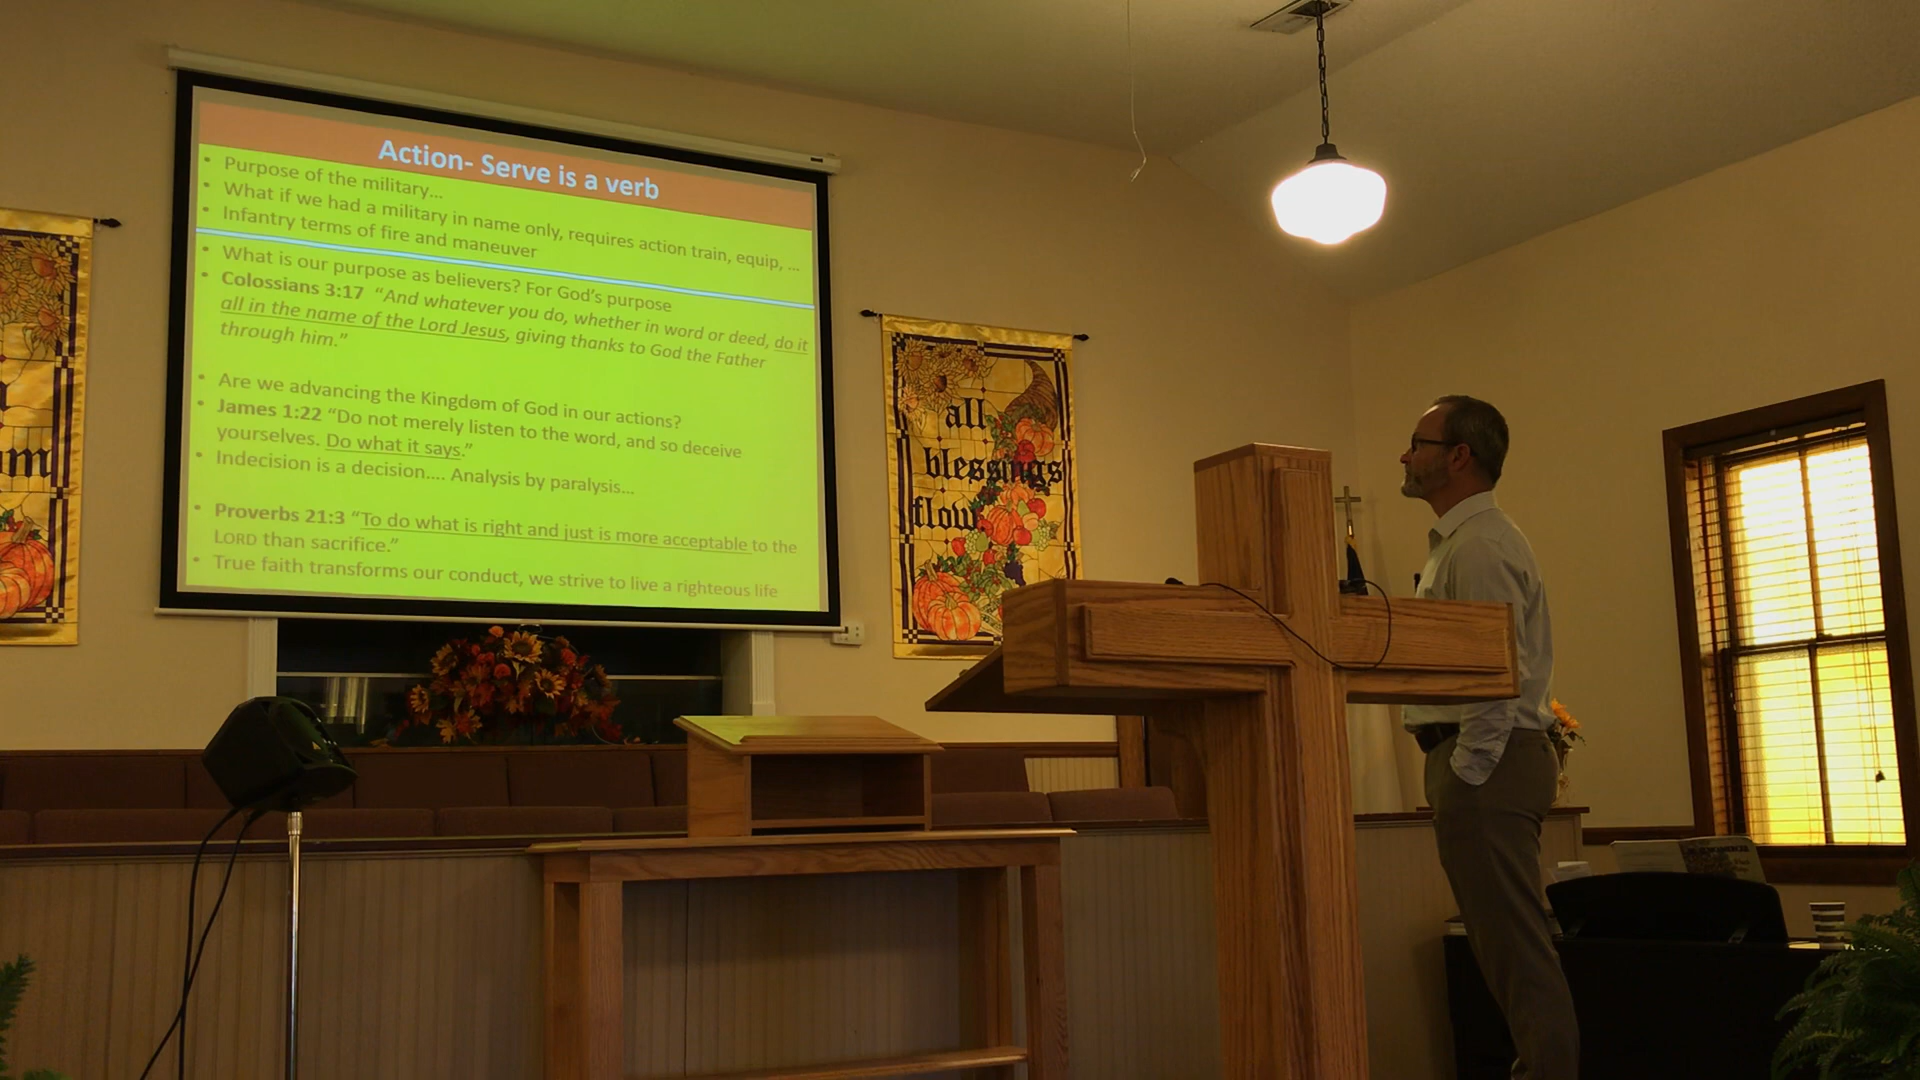 Action- Serve is a verb
• Purpose of the military...
• What if we had a military in name only, requires action train, equip, ...
• Infantry terms of fire and maneuver
• What is our purpose as believers? For God's purpose
• Colossians 3:17 “And whatever you do, whether in word or deed, do it
all in the name of the Lord Jesus, giving thanks to God the Father
through him.”
• Are we advancing the Kingdom of God in our actions?
• James 1:22 “Do not merely listen to the word, and so deceive
yourselves. Do what it says.”
• Indecision is a decision.... Analysis by paralysis...
• Proverbs 21:3 “To do what is right and just is more acceptable to the
LORD than sacrifice.”
• True faith transforms our conduct, we strive to live a righteous life
all
blessings
flow